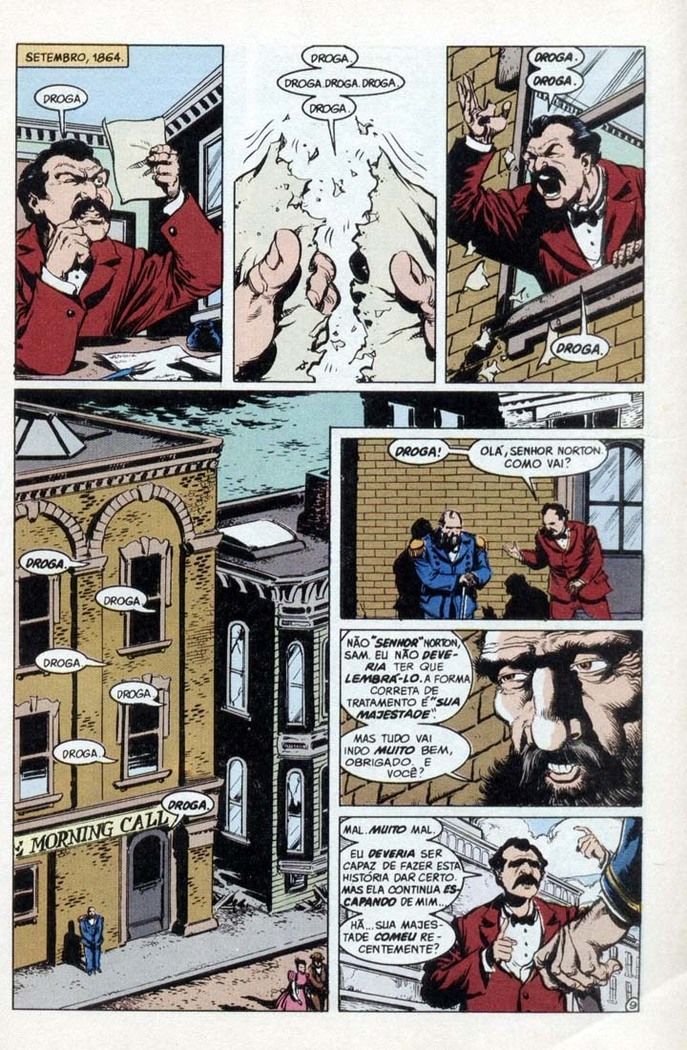 SETEMBRO, 1864.
DROGA.
DROGA.
DROGA.DROGA.DROGA.
DROGA.
DROGA.
DROGA.
DROGA.
DROGA.
DROGA.
DROGA.
DROGA.
DROGA.
DROGA.
MORNING CALL
DROGA!
OLÁ, SENHOR NORTON.
COMO VAI?
NÃO "SENHOR" NORTON,
SAM. EU NÃO DEVE-
RIA TER QUE
LEMBRÁ-LO. A FORMA
CORRETA DE
TRATAMENTO É "SUA
MAJESTADE".
MAS TUDO VAI
INDO MUITO BEM,
OBRIGADO. E
VOCÊ?
MAL. MUITO MAL.
EU DEVERIA SER
CAPAZ DE FAZER ESTA
HISTÓRIA DAR CERTO.
MAS ELA CONTINUA ES-
CAPANDO DE MIM...
HÃ...SUA MAJES-
TADE COMEU RE-
CENTEMENTE?
9